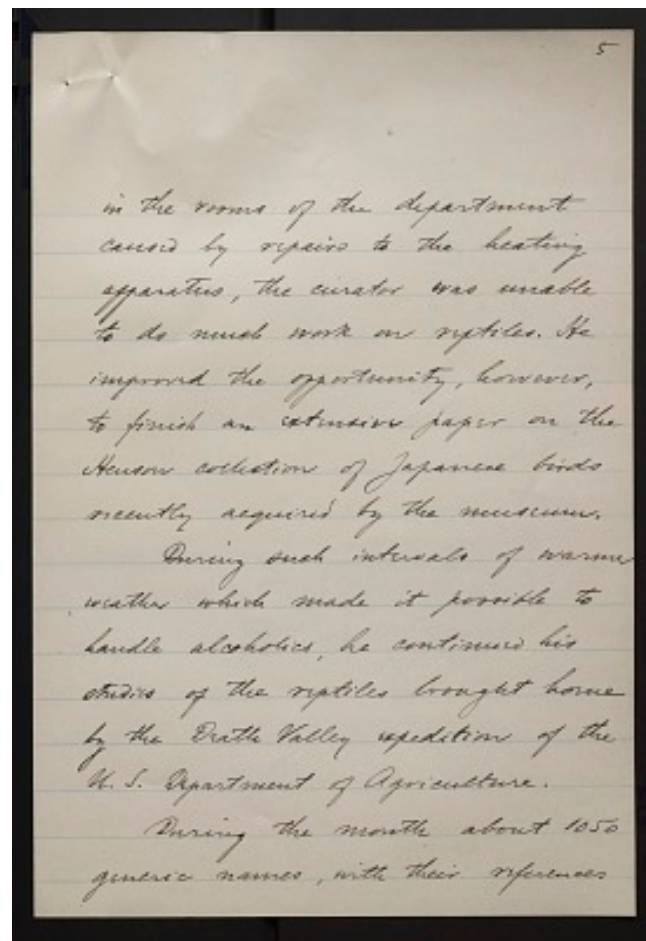 5
in the rooms of the department
caused by repairs to the heating
apparatus, the curator was unable
to do much work on reptiles. He
improved the opportunity, however,
to finish an extensive paper on the
Henson collection of Japanese birds
recently acquired by the museum.
During such intervals of warmer
weather which made it possible to
handle alcoholics, he continued his
studies of the reptiles brought home
by the Death Valley expedition of the
U. S. Department of Agriculture.
During the month about 1050
generic names, with their references